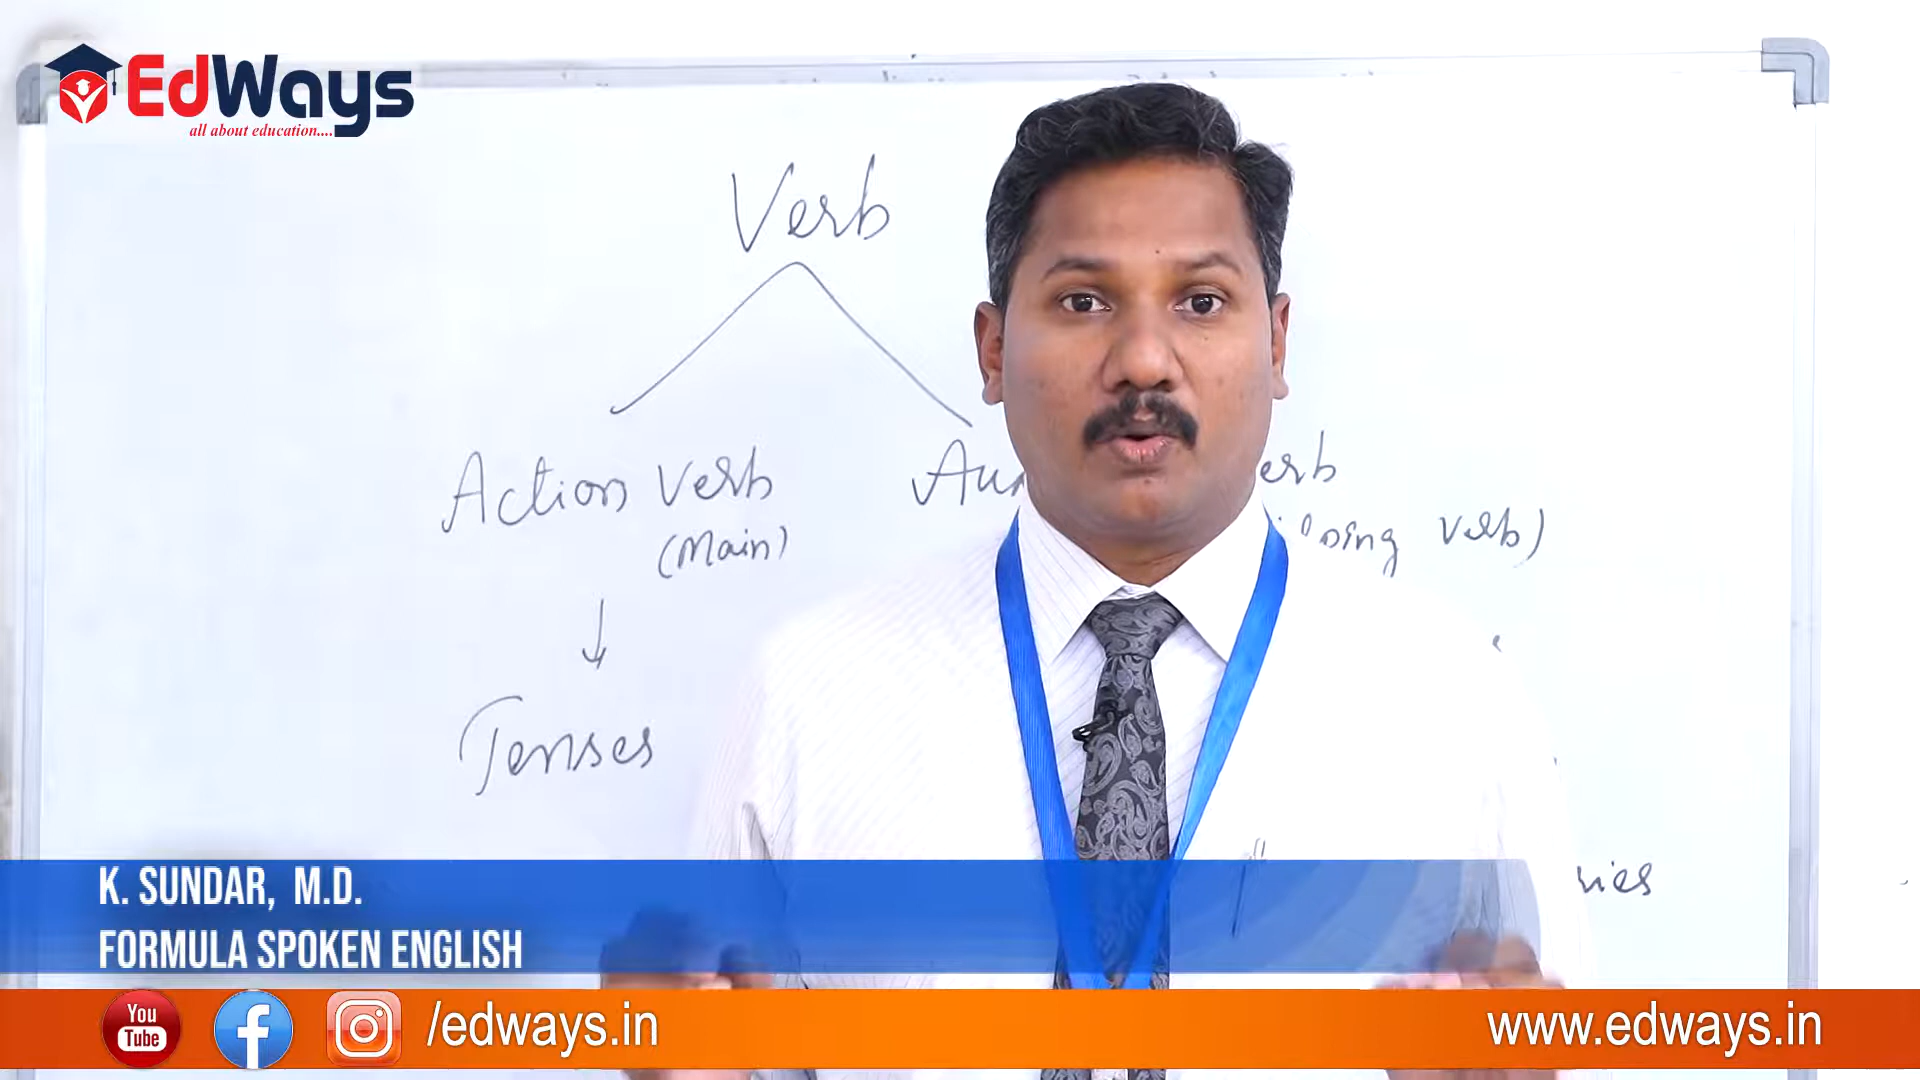 EdWays
all about education....
Verb
Action Verb
(Main)
Tenses
verb)
K. SUNDAR, M.D.
FORMULA SPOKEN ENGLISH
You
Tube
/edways.in
www.edways.in